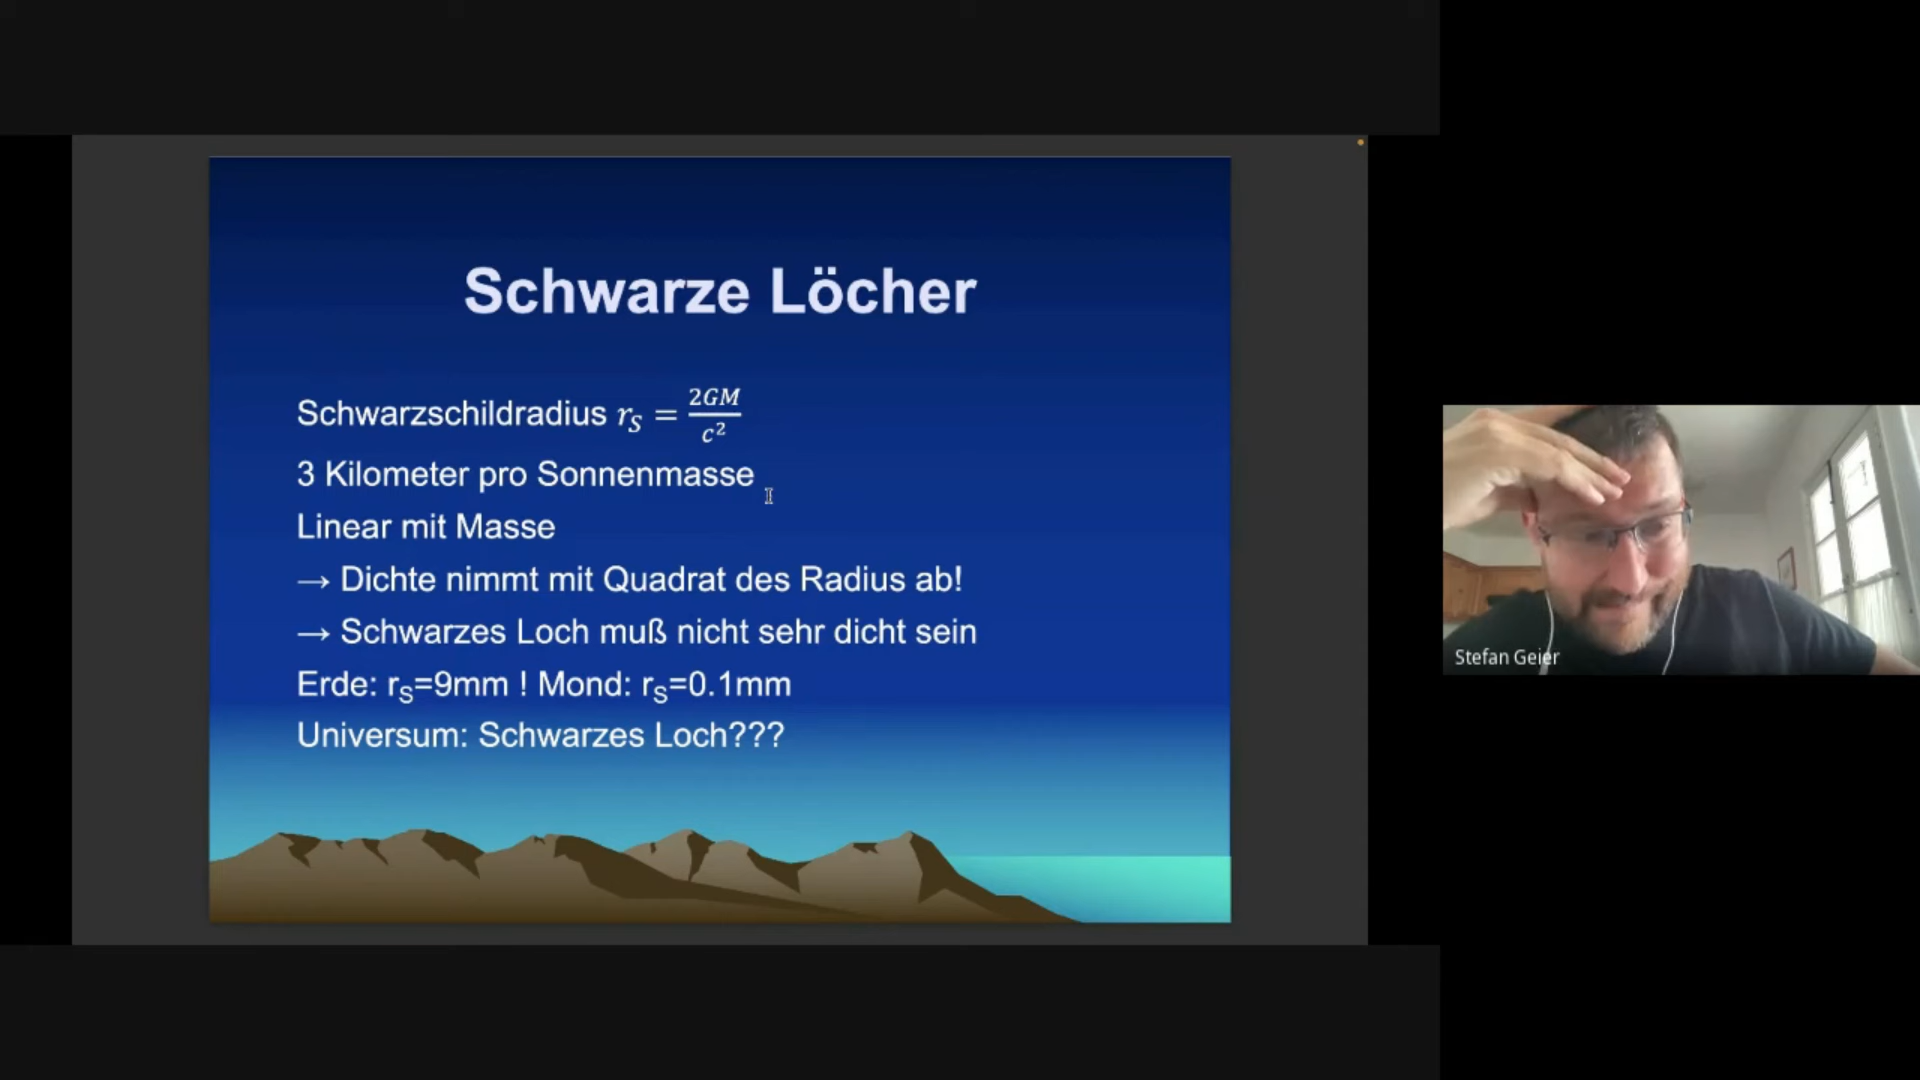 Schwarze Löcher
Schwarzschildradius r_S = 2GM/c²
3 Kilometer pro Sonnenmasse
Linear mit Masse
→ Dichte nimmt mit Quadrat des Radius ab!
→ Schwarzes Loch muß nicht sehr dicht sein
Erde: r_S=9mm ! Mond: r_S=0.1mm
Universum: Schwarzes Loch???
Stefan Geier